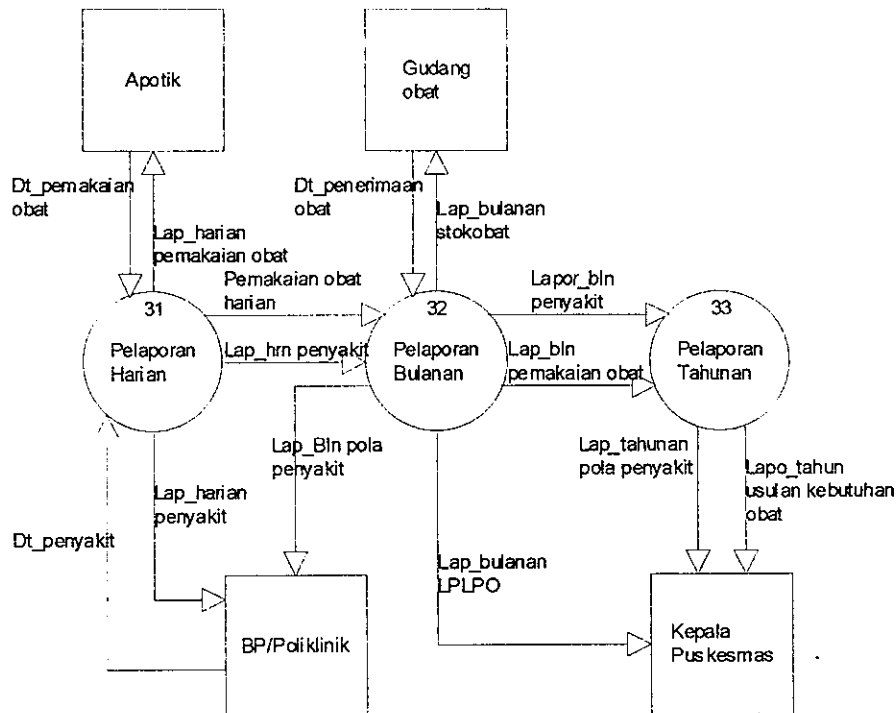 Apotik
Gudang
obat
Dt_pemakaian
obat
Lap_harian
pemakaian obat
Dt_penerimaan
obat
Lap_bulanan
stokobat
31
Pelaporan
Harian
Pemakaian obat
harian
Lap_hrn penyakit
32
Pelaporan
Bulanan
Lapor_bln
penyakit
Lap_bln
pemakaian obat
33
Pelaporan
Tahunan
Dt_penyakit
Lap_harian
penyakit
Lap_Bln pola
penyakit
Lap_bulanan
LPLPO
Lap_tahunan
pola penyakit
Lapo_tahun
usulan kebutuhan
obat
BP/Poliklinik
Kepala
Puskesmas